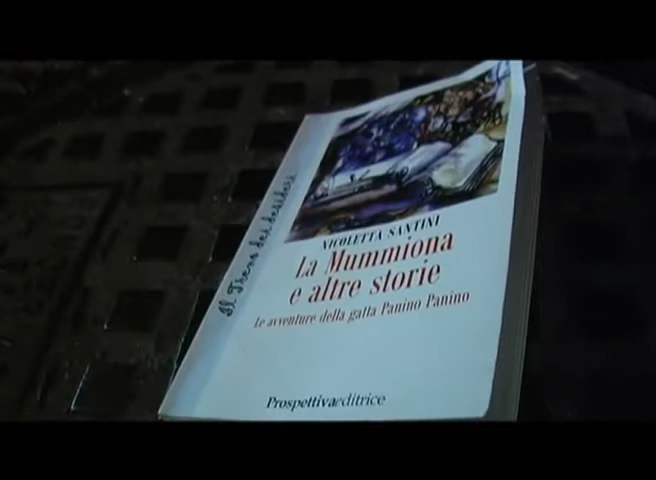 Il Treno dei desideri
NICOLETTA SANTINI
La Mummiona
e altre storie
Le avventure della gatta Panino Panino
Prospettivaeditrice